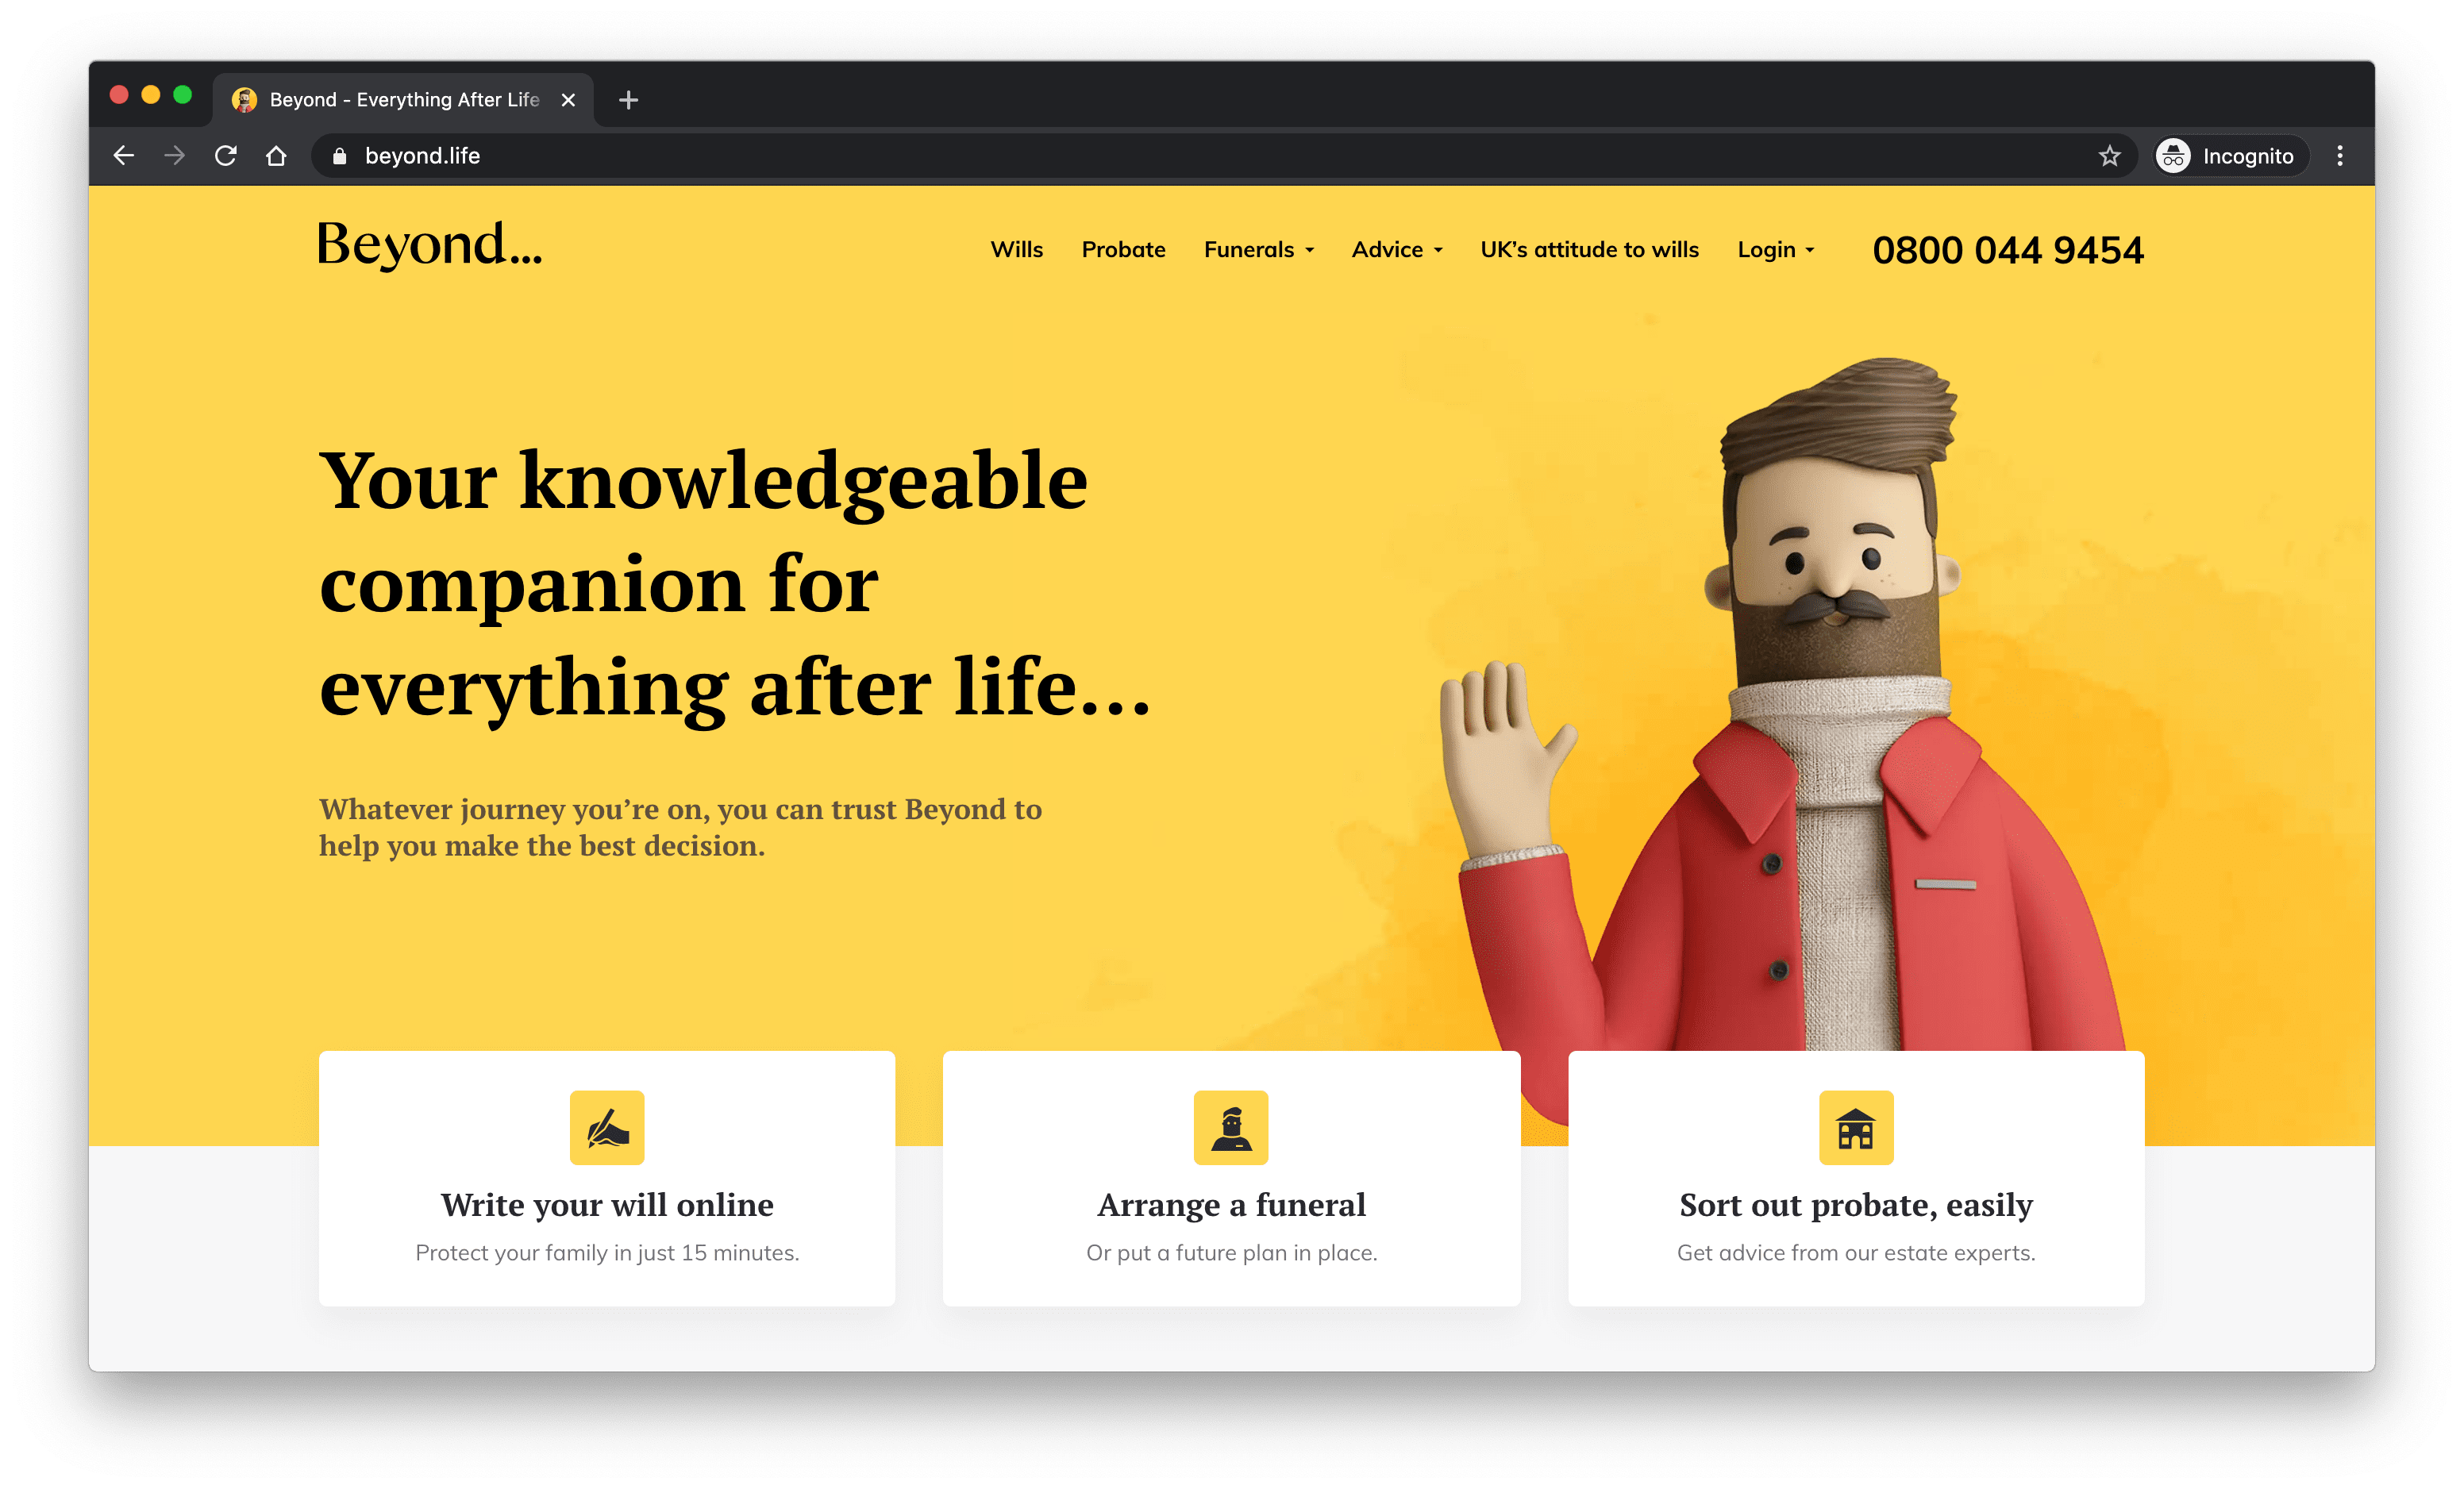 Beyond - Everything After Life
beyond.life
Incognito
Beyond...
Wills
Probate
Funerals
Advice
UK’s attitude to wills
Login
0800 044 9454
Your knowledgeable
companion for
everything after life...
Whatever journey you’re on, you can trust Beyond to
help you make the best decision.
Write your will online
Protect your family in just 15 minutes.
Arrange a funeral
Or put a future plan in place.
Sort out probate, easily
Get advice from our estate experts.